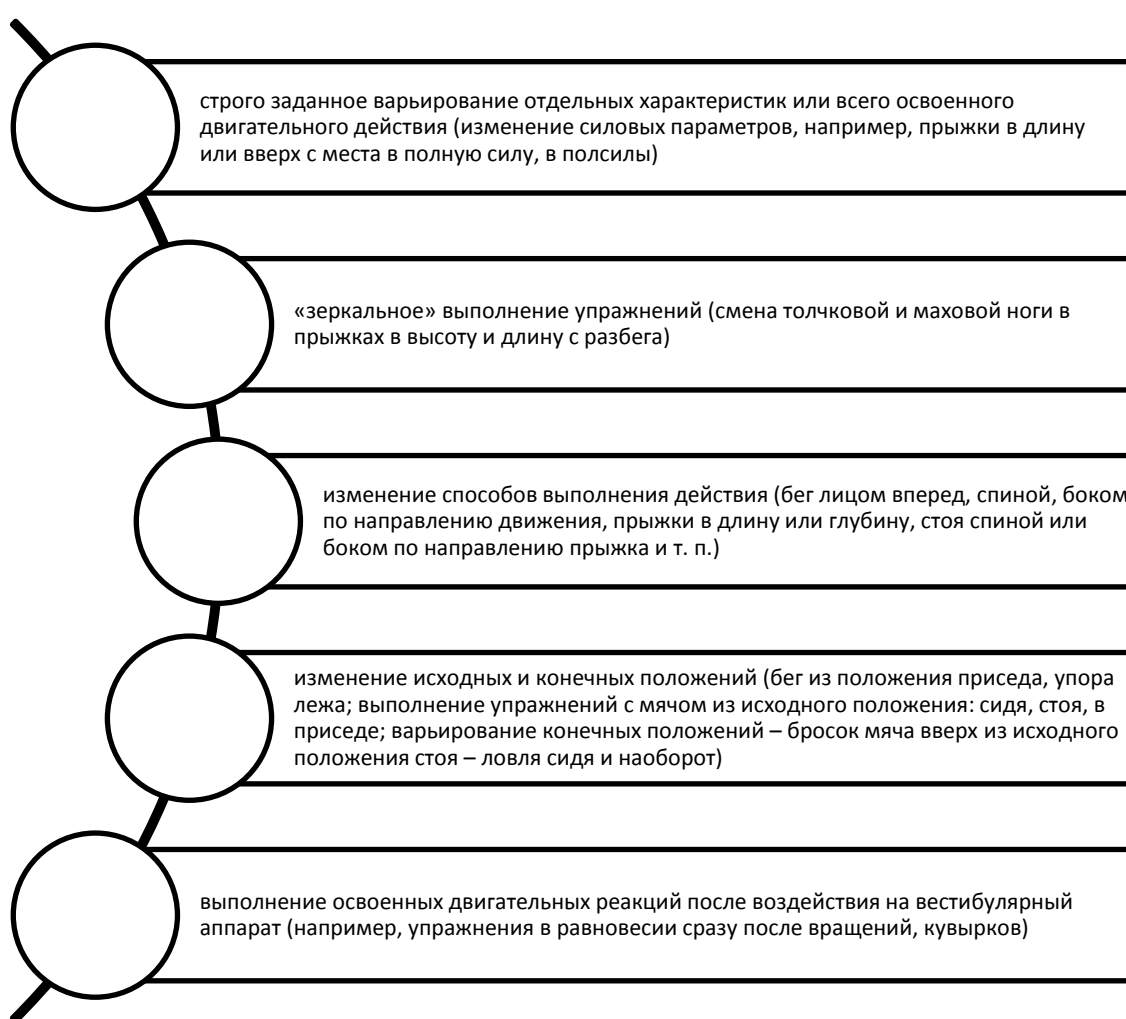 строго заданное варьирование отдельных характеристик или всего освоенного
двигательного действия (изменение силовых параметров, например, прыжки в длину
или вверх с места в полную силу, в полсилы)
«зеркальное» выполнение упражнений (смена толчковой и маховой ноги в
прыжках в высоту и длину с разбега)
изменение способов выполнения действия (бег лицом вперед, спиной, боком
по направлению движения, прыжки в длину или глубину, стоя спиной или
боком по направлению прыжка и т. п.)
изменение исходных и конечных положений (бег из положения приседа, упора
лежа; выполнение упражнений с мячом из исходного положения: сидя, стоя, в
приседе; варьирование конечных положений – бросок мяча вверх из исходного
положения стоя – ловля сидя и наоборот)
выполнение освоенных двигательных реакций после воздействия на вестибулярный
аппарат (например, упражнения в равновесии сразу после вращений, кувырков)